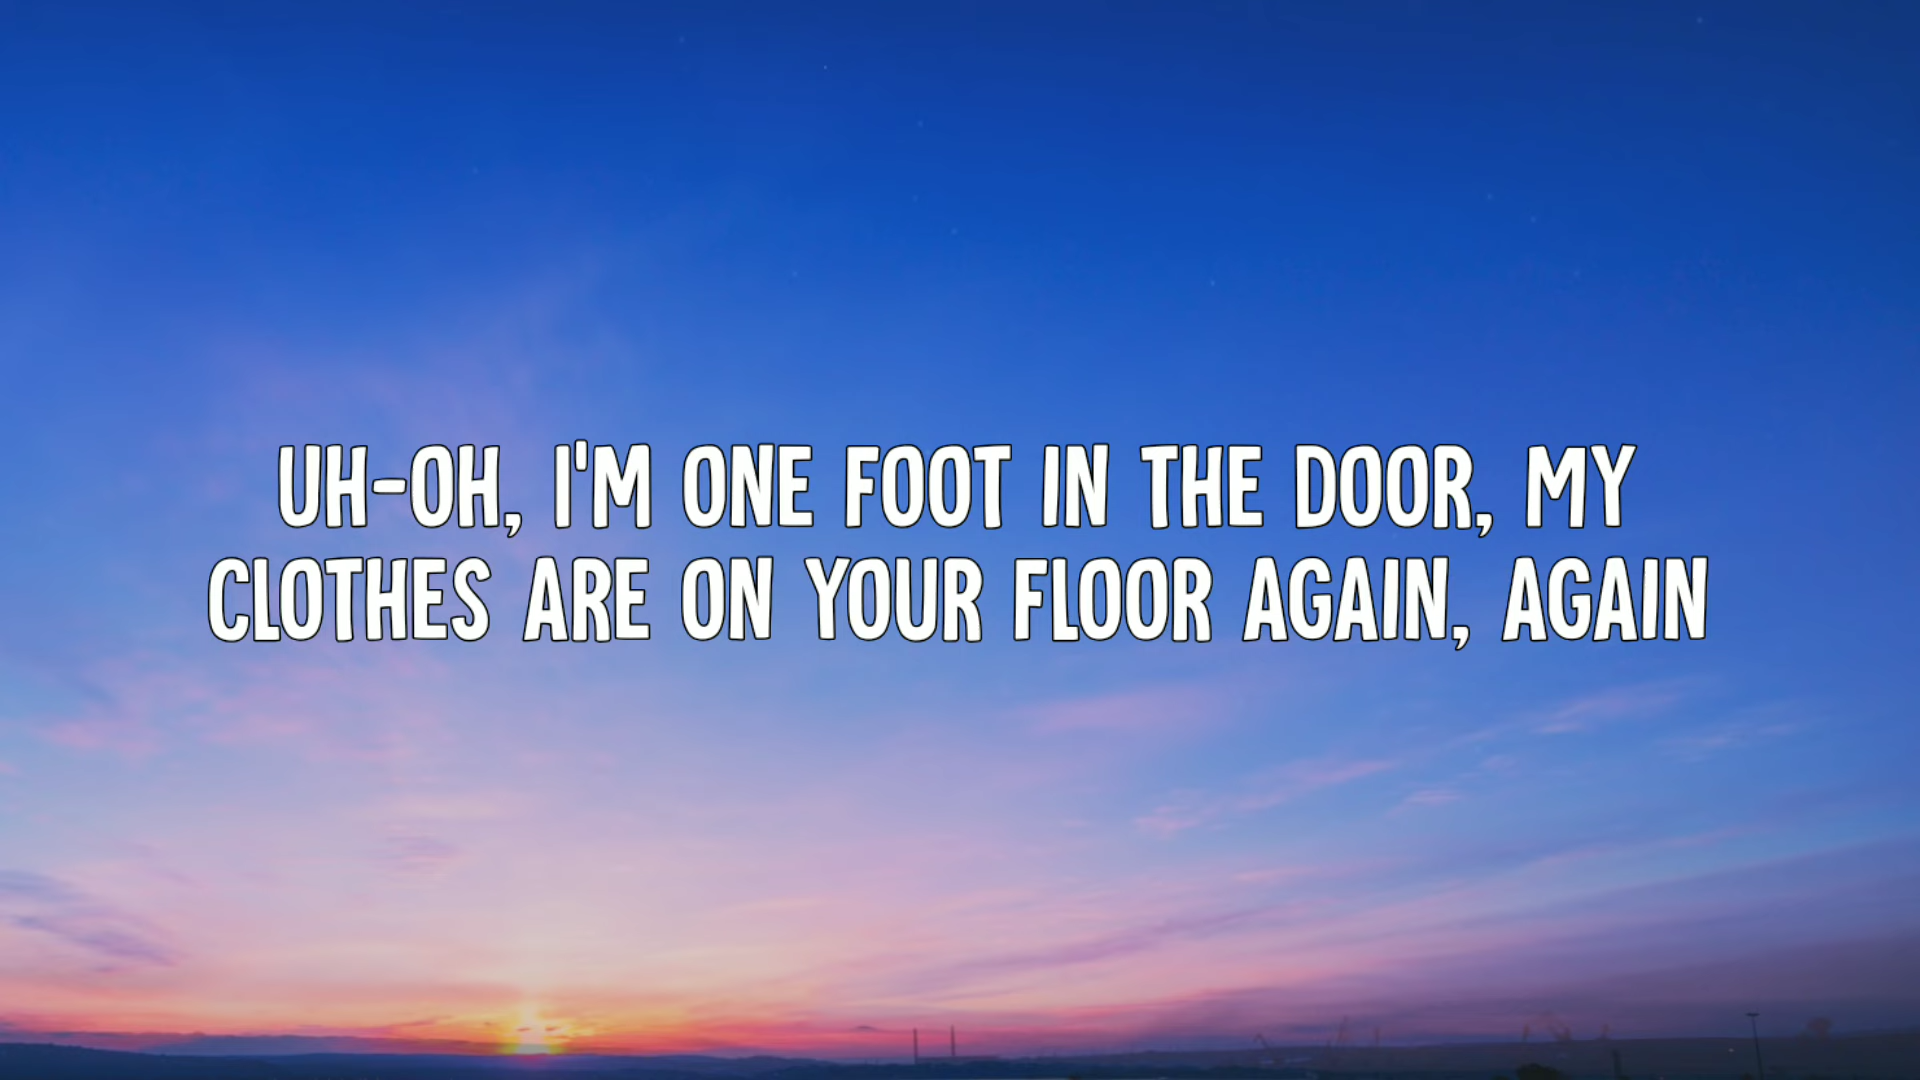 UH-OH, I'M ONE FOOT IN THE DOOR, MY
CLOTHES ARE ON YOUR FLOOR AGAIN, AGAIN